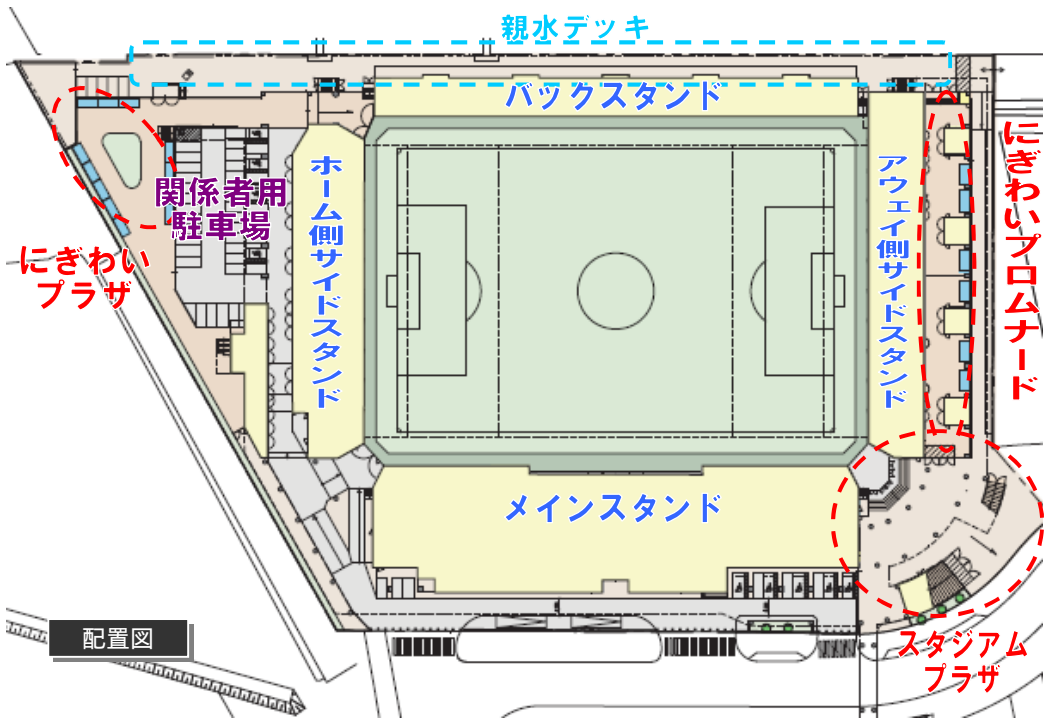 親水デッキ
バックスタンド
ホーム側サイドスタンド
アウェイ側サイドスタンド
にぎわいプロムナード
関係者用
駐車場
にぎわい
プラザ
メインスタンド
配置図
スタジアム
プラザ